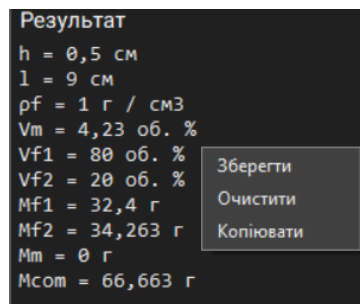 Результат
h = 0,5 см
l = 9 см
ρf = 1 г / см3
Vm = 4,23 об. %
Vf1 = 80 об. %
Vf2 = 20 об. %
Mf1 = 32,4 г
Mf2 = 34,263 г
Mm = 0 г
Mcom = 66,663 г
Зберегти
Очистити
Копіювати